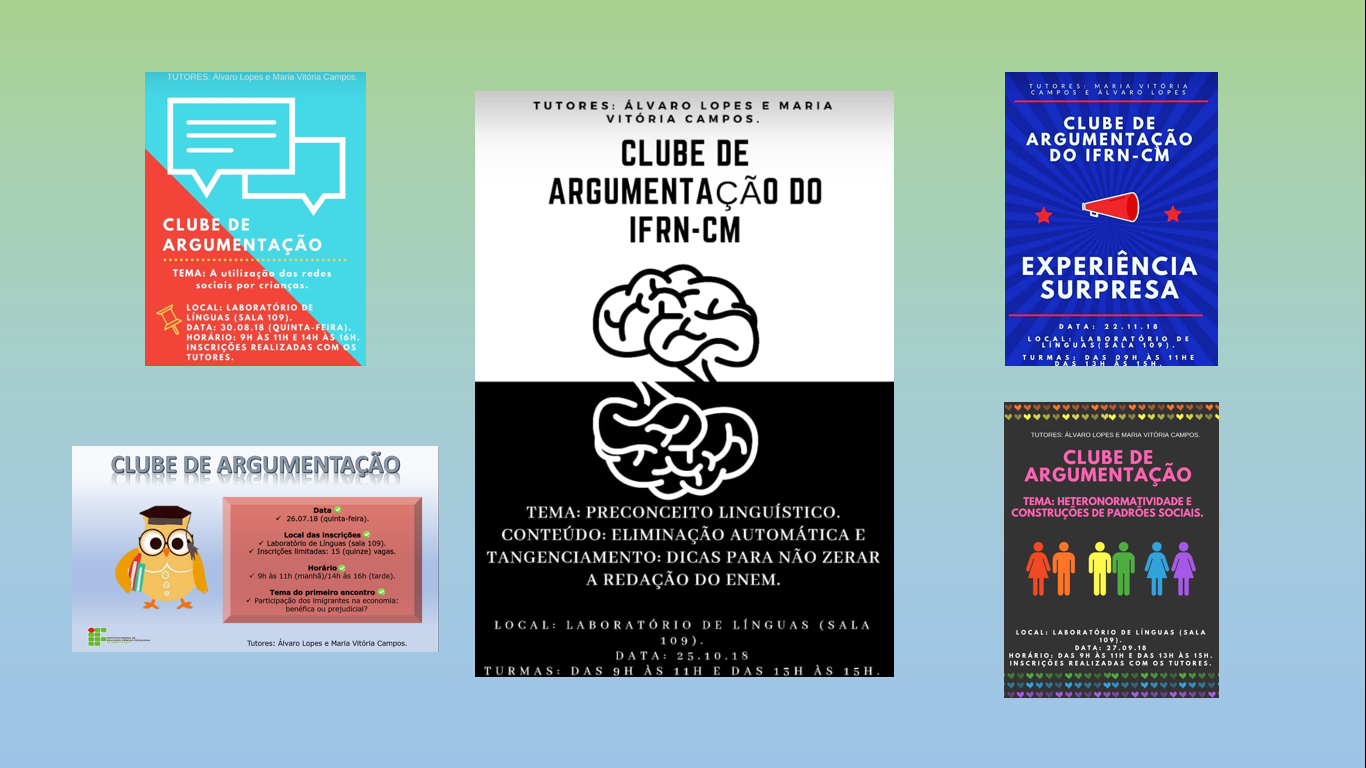 TUTORES: Álvaro Lopes e Maria Vitória Campos.
CLUBE DE
ARGUMENTAÇÃO
TEMA: A utilização das redes
sociais por crianças.
LOCAL: LABORATÓRIO DE
LÍNGUAS (SALA 109).
DATA: 30.08.18 (QUINTA-FEIRA).
HORÁRIO: 9H ÀS 11H E 14H ÀS 16H.
INSCRIÇÕES REALIZADAS COM OS
TUTORES.
CLUBE DE ARGUMENTAÇÃO
Data
✓ 26.07.18 (quinta-feira).
Local das inscrições
✓ Laboratório de Línguas (sala 109).
✓ Inscrições limitadas: 15 (quinze) vagas.
Horário
✓ 9h às 11h (manhã)/14h às 16h (tarde).
Tema do primeiro encontro
✓ Participação dos imigrantes na economia:
benéfica ou prejudicial?
Tutores: Álvaro Lopes e Maria Vitória Campos.
TUTORES: ÁLVARO LOPES E MARIA
VITÓRIA CAMPOS.
CLUBE DE
ARGUMENTAÇÃO DO
IFRN-CM
TEMA: PRECONCEITO LINGUÍSTICO.
CONTEÚDO: ELIMINAÇÃO AUTOMÁTICA E
TANGENCIAMENTO: DICAS PARA NÃO ZERAR
A REDAÇÃO DO ENEM.
LOCAL: LABORATÓRIO DE LÍNGUAS (SALA
109).
DATA: 25.10.18
TURMAS: DAS 9H ÀS 11H E DAS 13H ÀS 15H.
TUTORES: MARIA VITÓRIA
CAMPOS E ÁLVARO LOPES
CLUBE DE
ARGUMENTAÇÃO
DO IFRN-CM
EXPERIÊNCIA
SURPRESA
DATA: 22.11.18
LOCAL: LABORATÓRIO DE
LÍNGUAS(SALA 109).
TURMAS: DAS 09H ÀS 11HE
DAS 13H ÀS 15H.
TUTORES: ÁLVARO LOPES E MARIA VITÓRIA CAMPOS.
CLUBE DE
ARGUMENTAÇÃO
TEMA: HETERONORMATIVIDADE E
CONSTRUÇÕES DE PADRÕES SOCIAIS.
LOCAL: LABORATÓRIO DE LÍNGUAS (SALA
109).
DATA: 27.09.18
HORÁRIO: DAS 9H ÀS 11H E DAS 13H ÀS 15H.
INSCRIÇÕES REALIZADAS COM OS TUTORES.